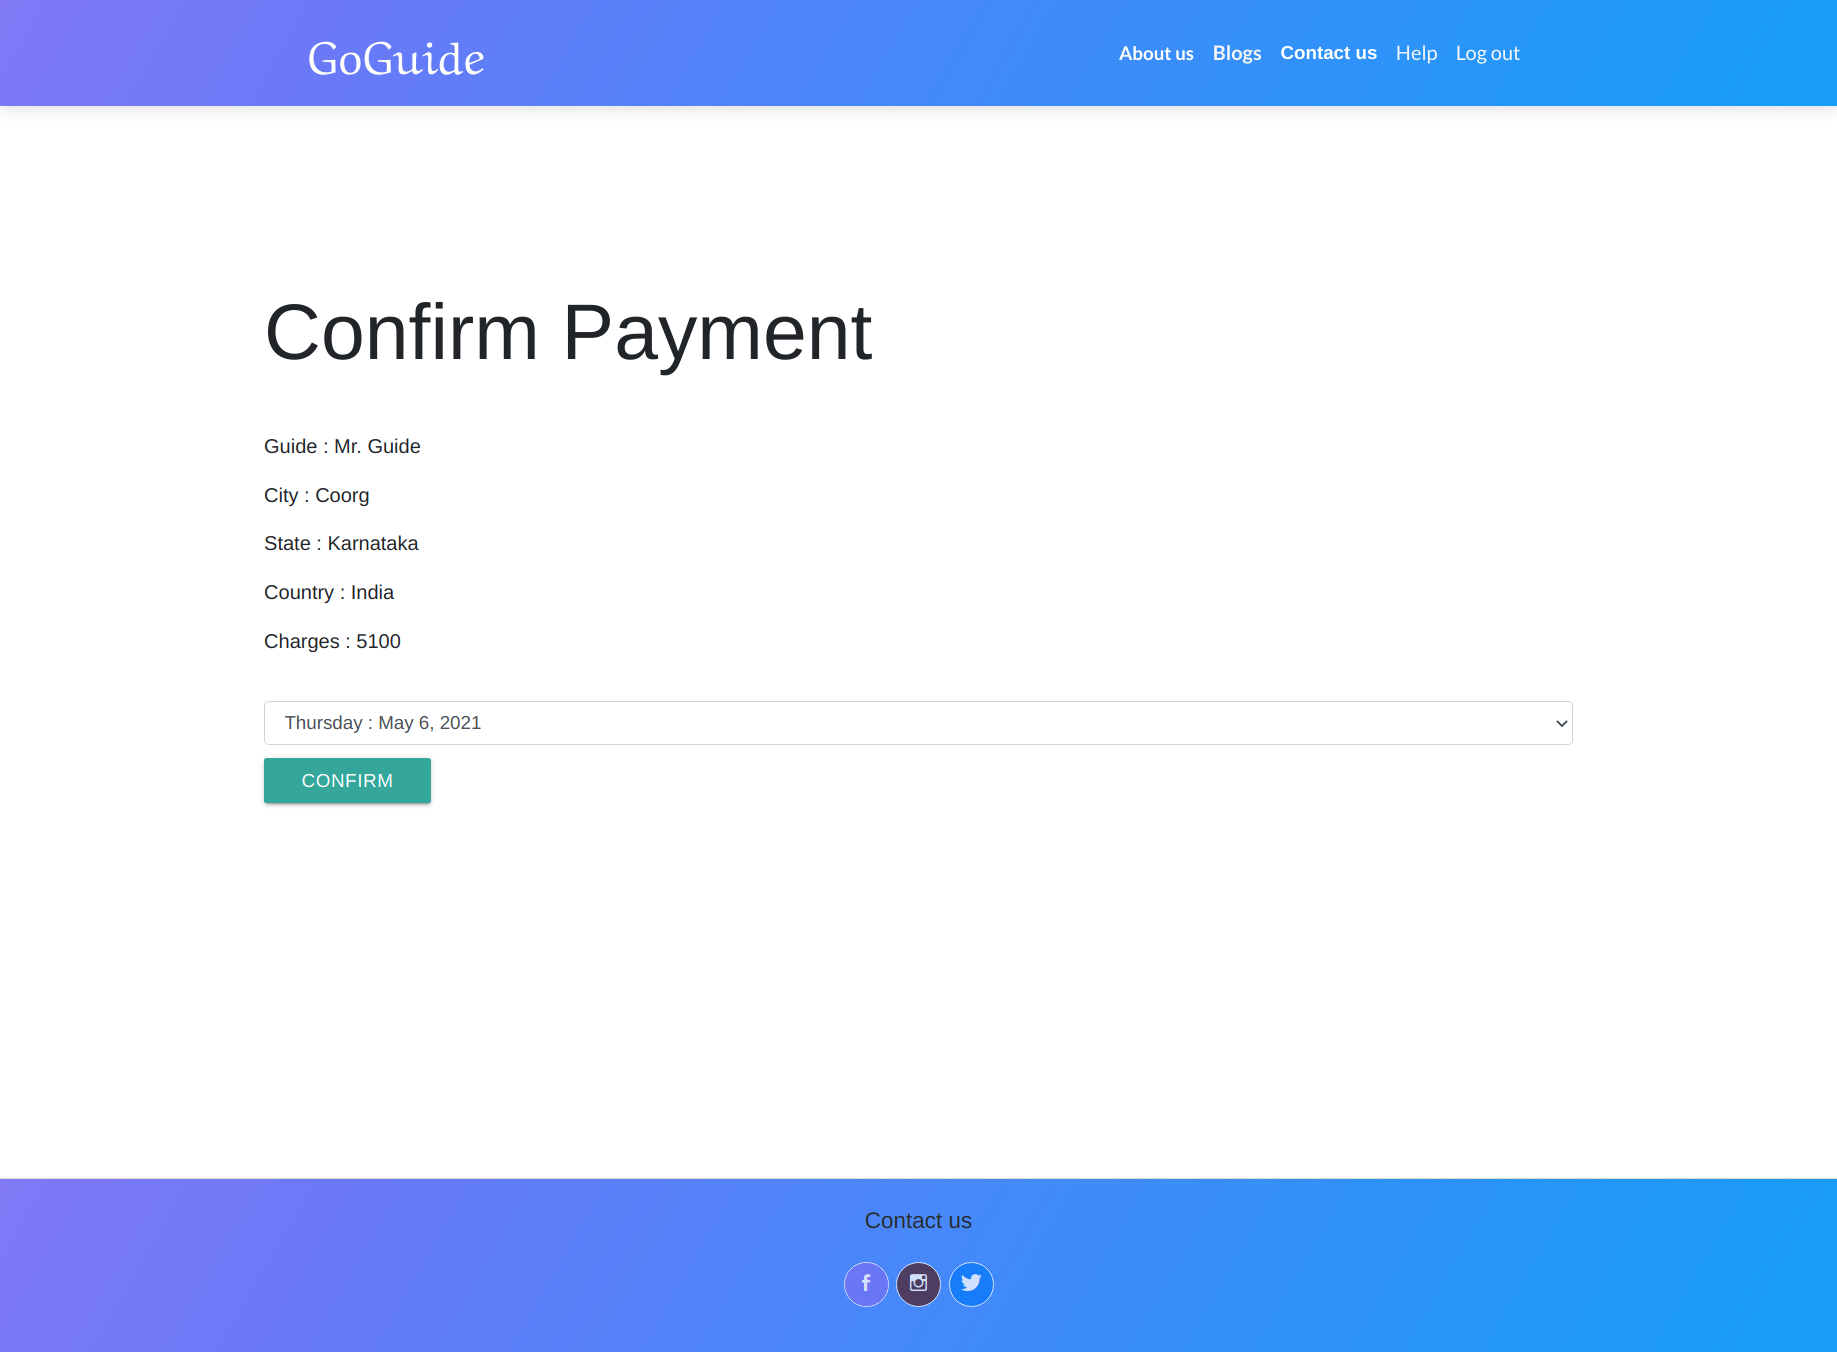 GoGuide
About us Blogs Contact us Help Log out
Confirm Payment
Guide : Mr. Guide
City : Coorg
State : Karnataka
Country : India
Charges : 5100
Thursday : May 6, 2021
CONFIRM
Contact us